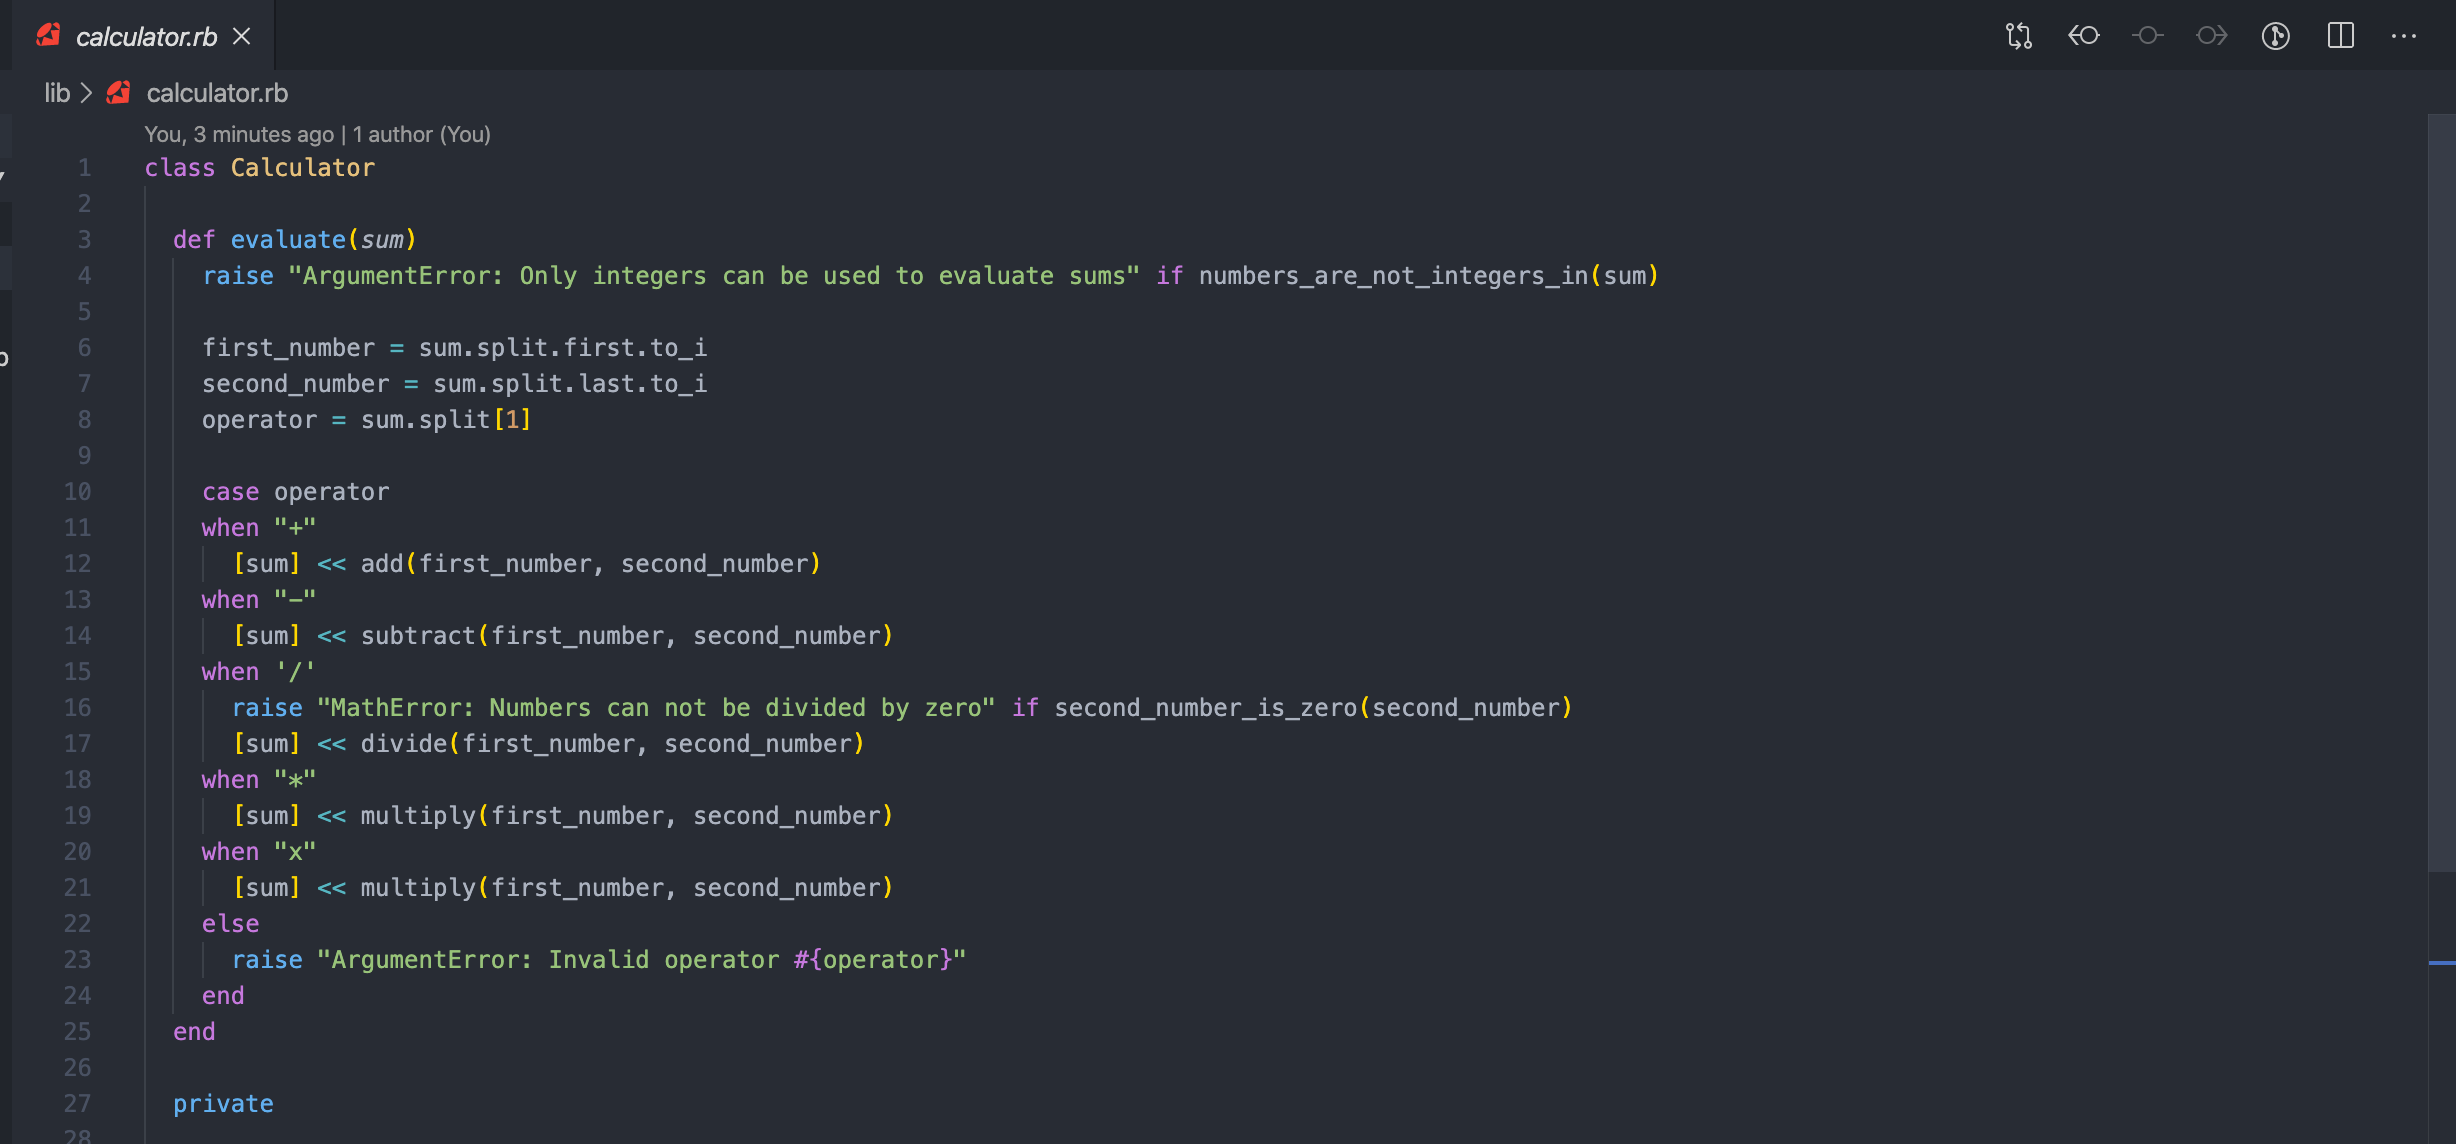 calculator.rb
lib > calculator.rb
You, 3 minutes ago | 1 author (You)
1 class Calculator
2
3   def evaluate(sum)
4     raise "ArgumentError: Only integers can be used to evaluate sums" if numbers_are_not_integers_in(sum)
5
6     first_number = sum.split.first.to_i
7     second_number = sum.split.last.to_i
8     operator = sum.split[1]
9
10     case operator
11     when "+"
12       [sum] << add(first_number, second_number)
13     when "-"
14       [sum] << subtract(first_number, second_number)
15     when '/'
16       raise "MathError: Numbers can not be divided by zero" if second_number_is_zero(second_number)
17       [sum] << divide(first_number, second_number)
18     when "*"
19       [sum] << multiply(first_number, second_number)
20     when "x"
21       [sum] << multiply(first_number, second_number)
22     else
23       raise "ArgumentError: Invalid operator #{operator}"
24     end
25   end
26
27   private
28